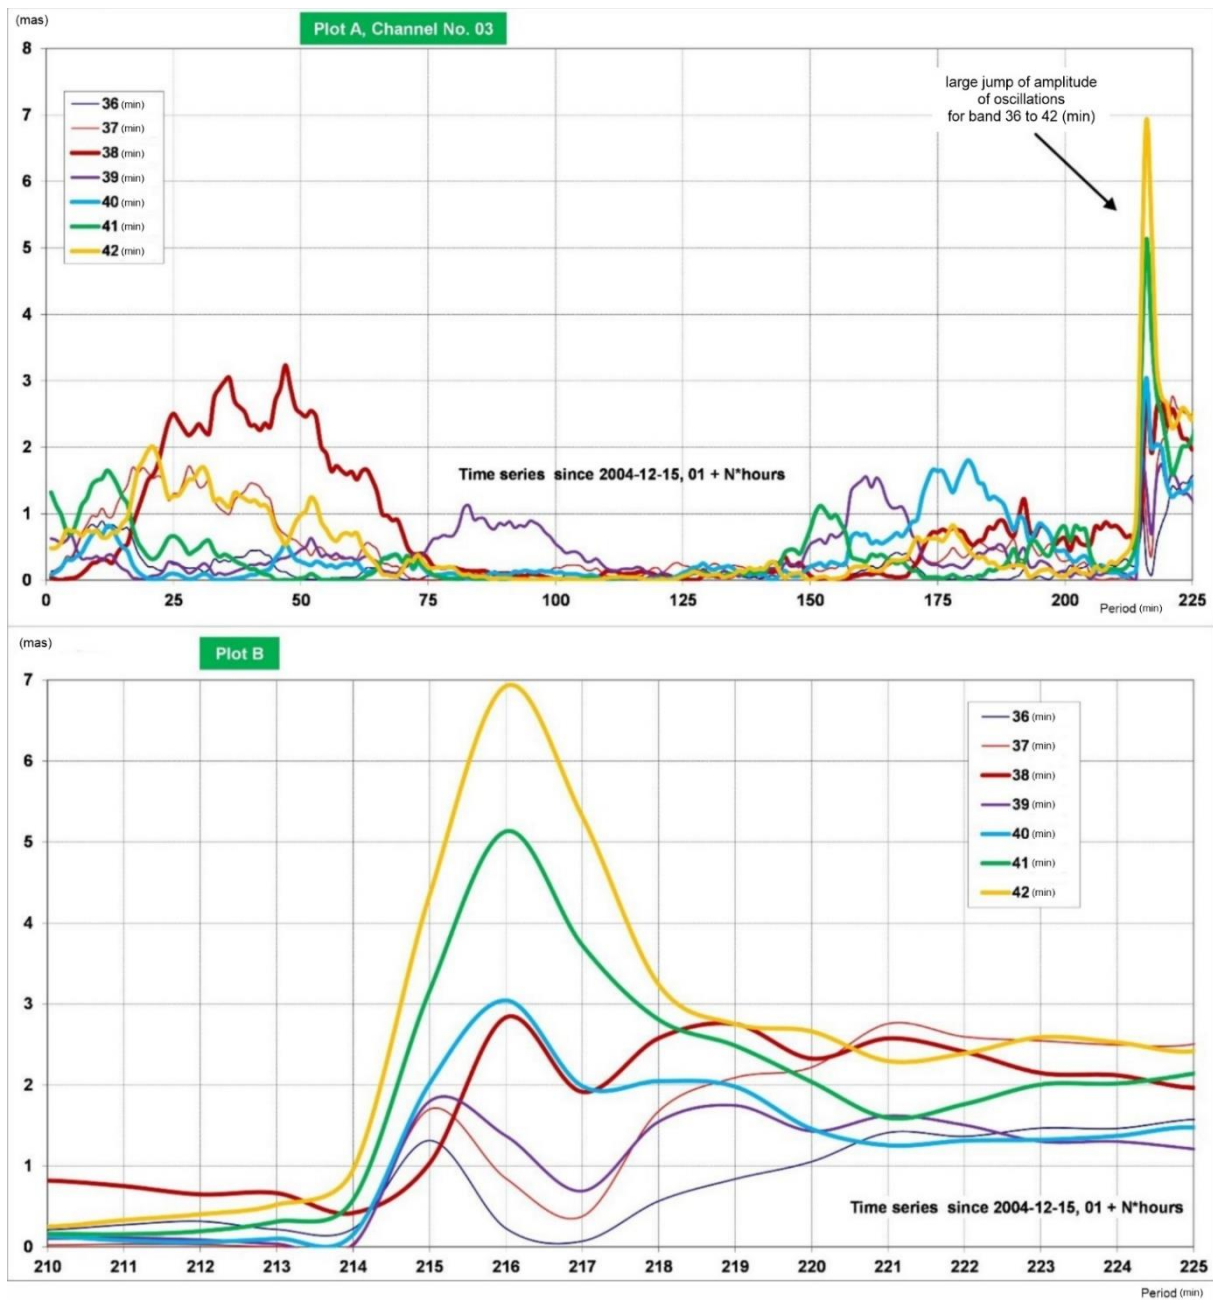 (mas)
Plot A, Channel No. 03
8
7
6
5
4
3
2
1
0
36 (min)
37 (min)
38 (min)
39 (min)
40 (min)
41 (min)
42 (min)
large jump of amplitude
of oscillations
for band 36 to 42 (min)
Time series since 2004-12-15, 01 + N*hours
0 25 50 75 100 125 150 175 200 225
Period (min)
(mas)
Plot B
7
6
5
4
3
2
1
0
36 (min)
37 (min)
38 (min)
39 (min)
40 (min)
41 (min)
42 (min)
Time series since 2004-12-15, 01 + N*hours
210 211 212 213 214 215 216 217 218 219 220 221 222 223 224 225
Period (min)